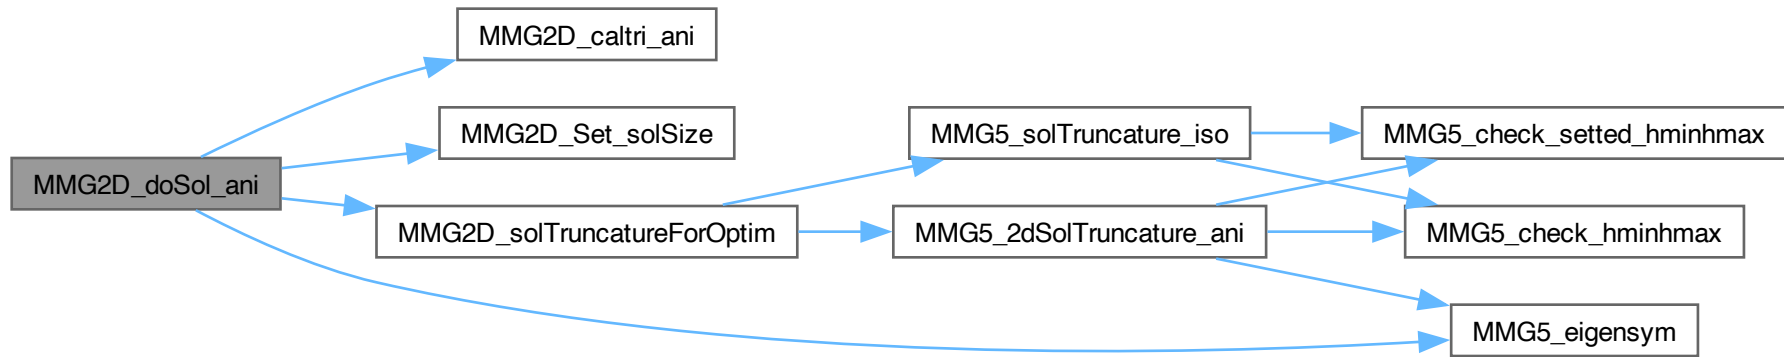 MMG2D_doSol_ani
MMG2D_caltri_ani
MMG2D_Set_solSize
MMG2D_solTruncatureForOptim
MMG5_solTruncature_iso
MMG5_2dSolTruncature_ani
MMG5_check_setted_hminhmax
MMG5_check_hminhmax
MMG5_eigensym